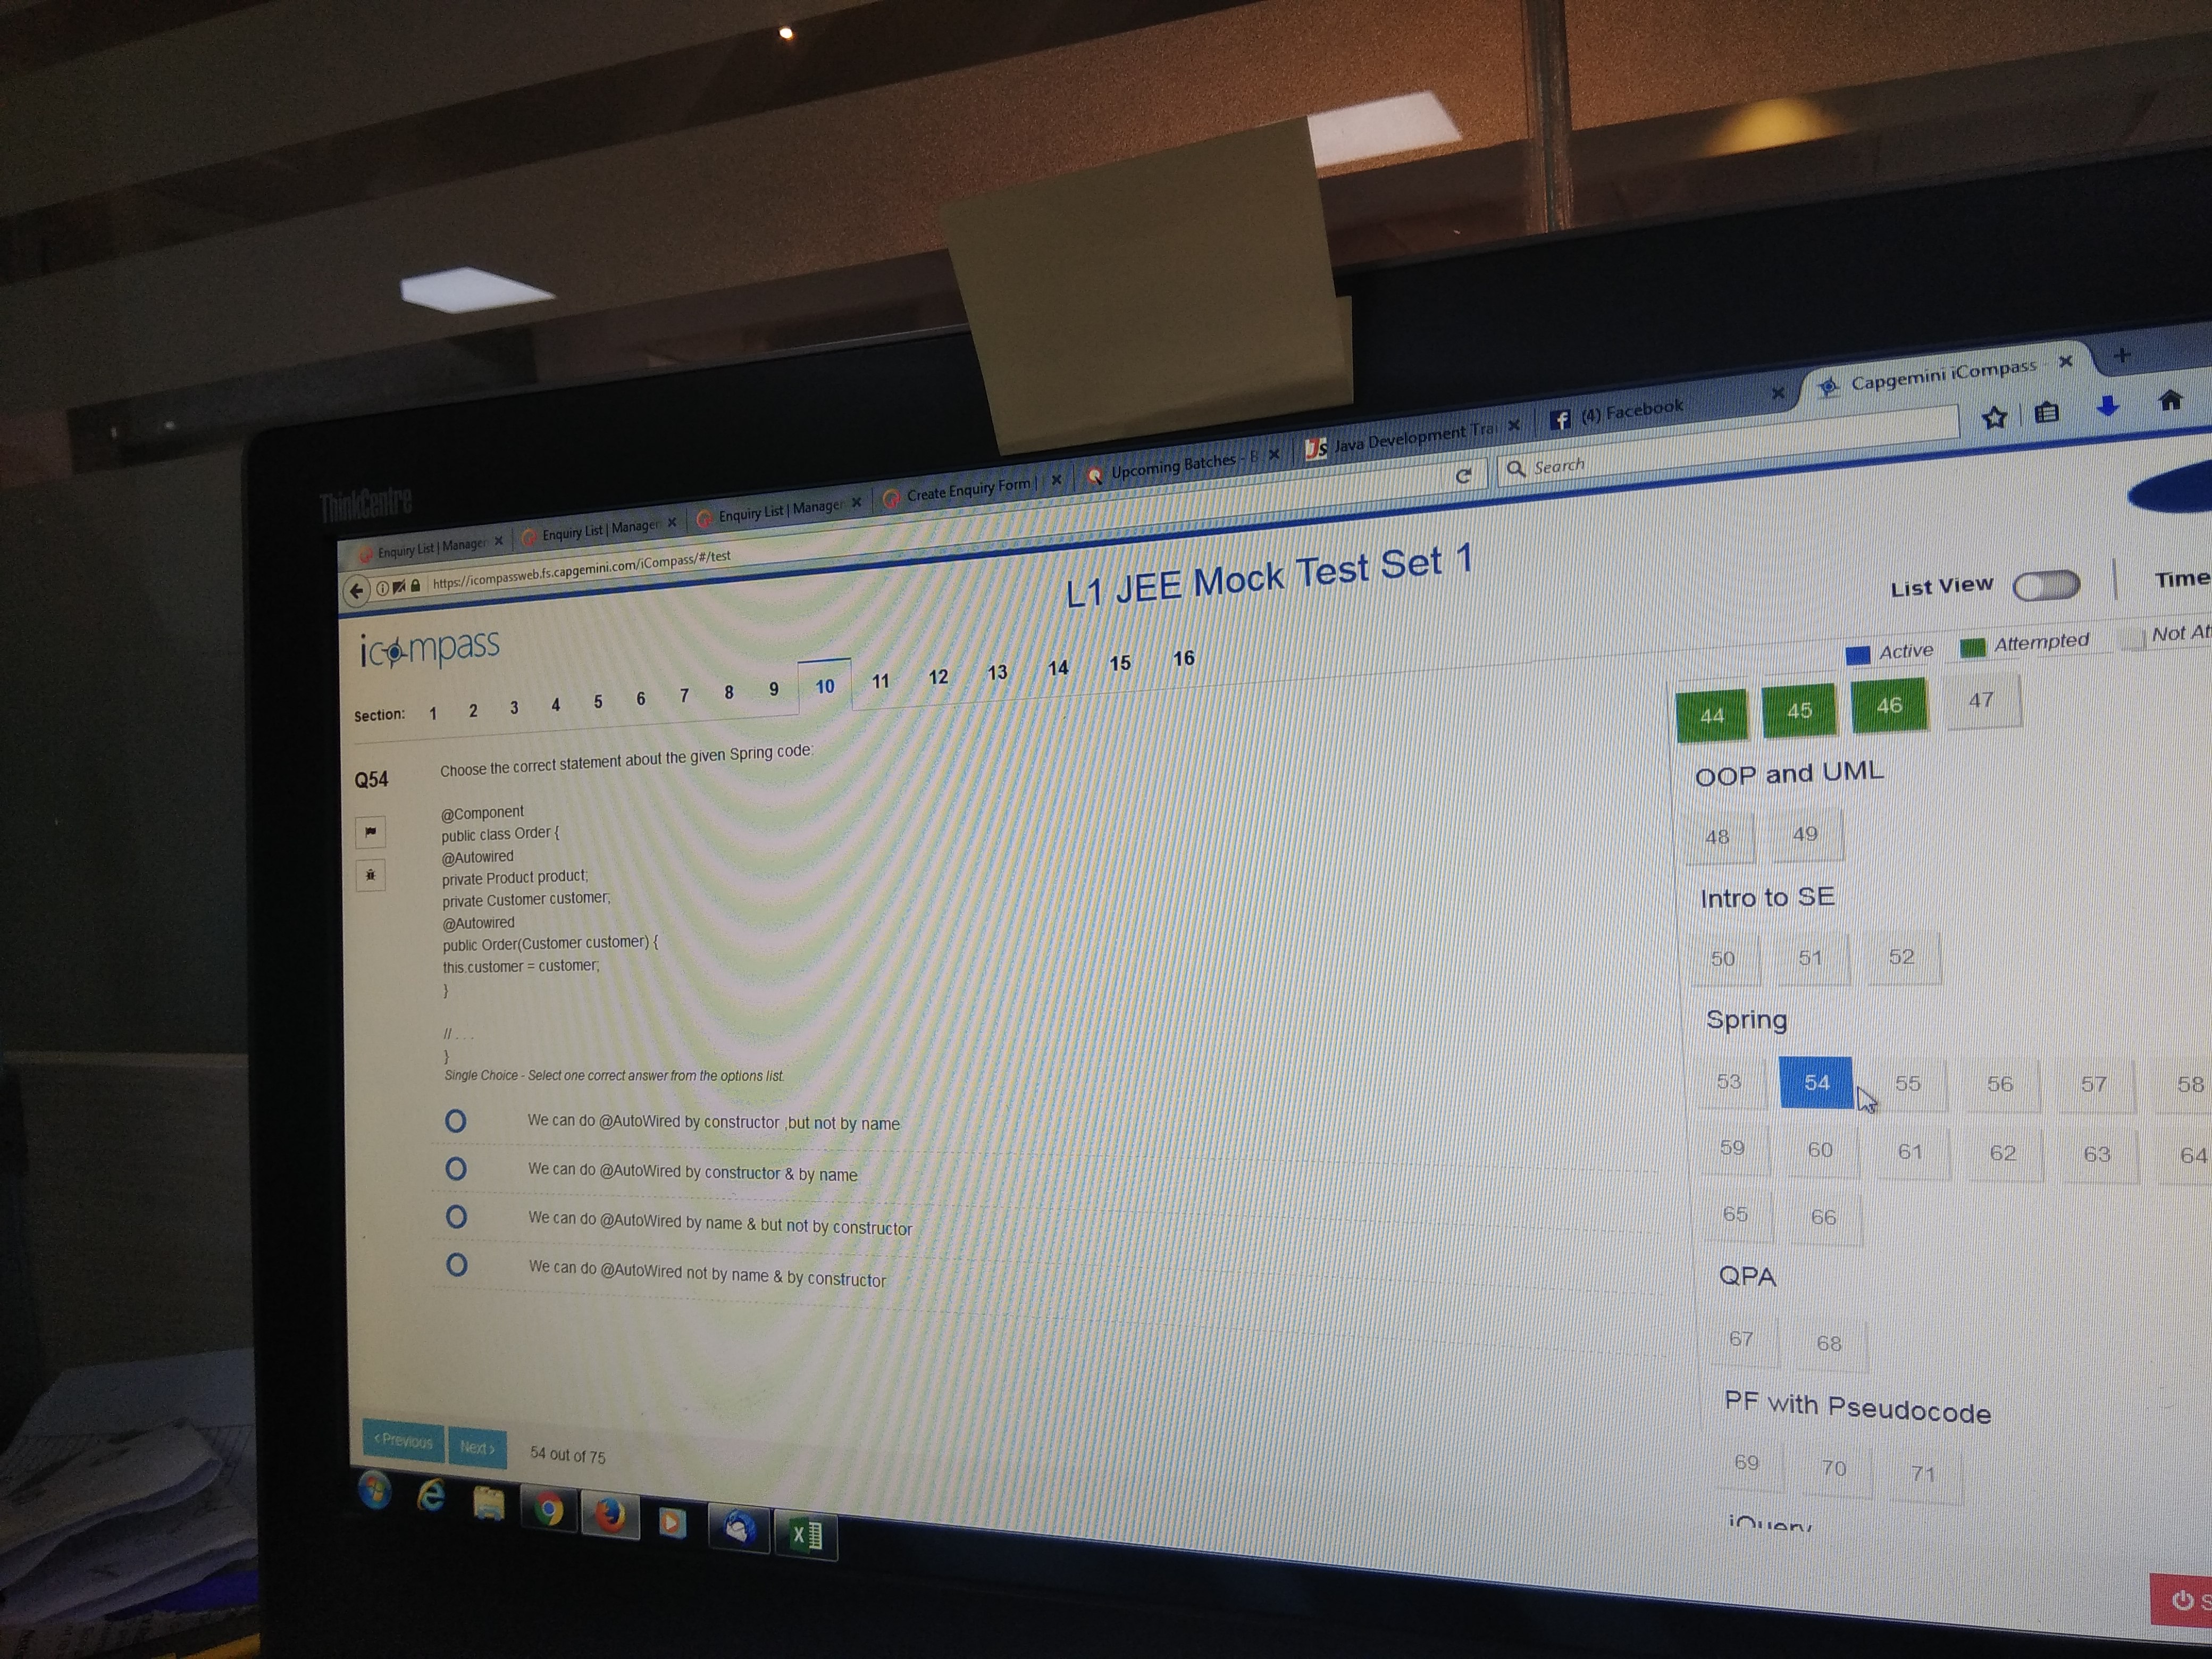 ThinkCentre
Enquiry List | Manager
Enquiry List | Manager
Enquiry List | Manager
Create Enquiry Form |
Upcoming Batches - B
Java Development Trai
(4) Facebook
Capgemini iCompass
https://icompassweb.fs.capgemini.com/iCompass/#/test
Search
icompass
L1 JEE Mock Test Set 1
List View
Time
Active
Attempted
Not At
Section: 1 2 3 4 5 6 7 8 9 10 11 12 13 14 15 16
Q54
Choose the correct statement about the given Spring code:
@Component
public class Order {
@Autowired
private Product product;
private Customer customer;
@Autowired
public Order(Customer customer) {
this.customer = customer;
}
// . . .
}
Single Choice - Select one correct answer from the options list.
We can do @AutoWired by constructor ,but not by name
We can do @AutoWired by constructor & by name
We can do @AutoWired by name & but not by constructor
We can do @AutoWired not by name & by constructor
< Previous
Next >
54 out of 75
44 45 46 47
OOP and UML
48 49
Intro to SE
50 51 52
Spring
53 54 55 56 57 58
59 60 61 62 63 64
65 66
QPA
67 68
PF with Pseudocode
69 70 71
jQuery
S